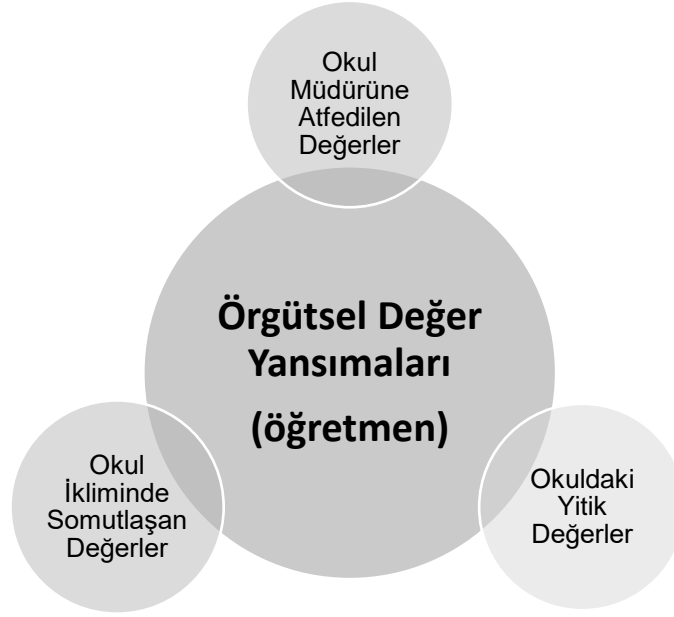 Okul
Müdürüne
Atfedilen
Değerler
Örgütsel Değer
Yansımaları
(öğretmen)
Okul
İkliminde
Somutlaşan
Değerler
Okuldaki
Yitik
Değerler